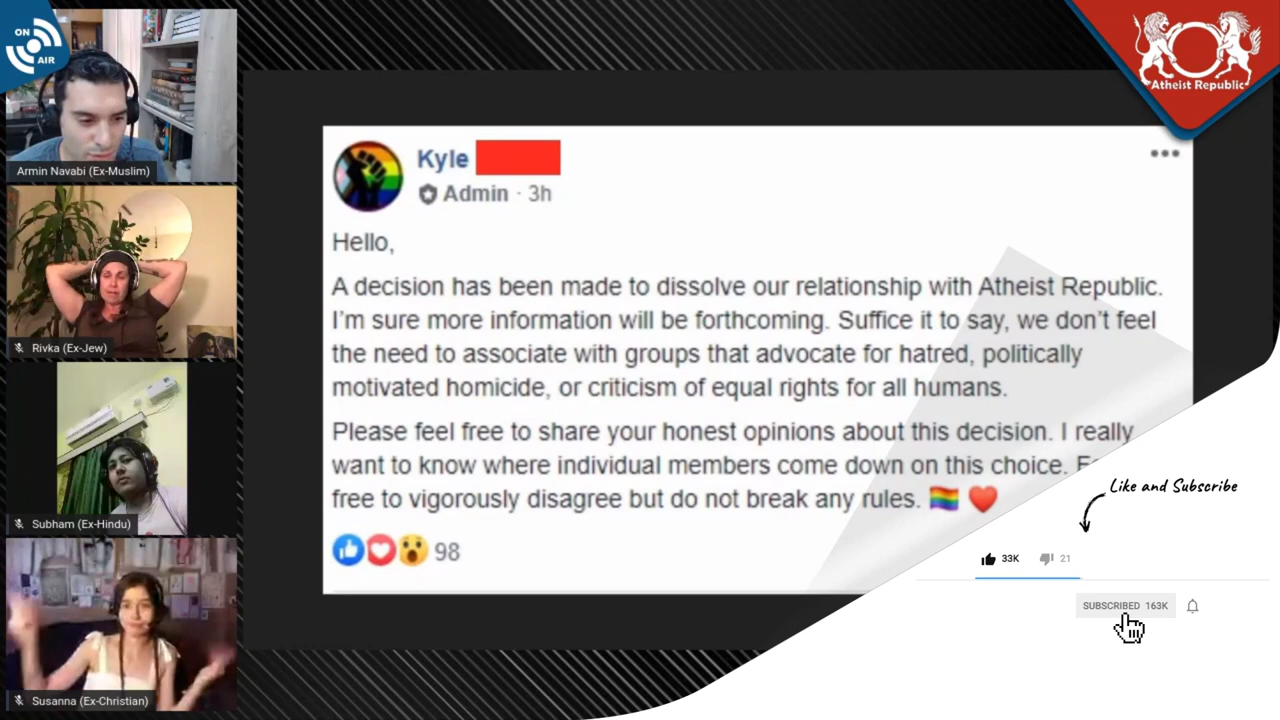 ON
AIR
Armin Navabi (Ex-Muslim)
Rivka (Ex-Jew)
Subham (Ex-Hindu)
Susanna (Ex-Christian)
Atheist Republic
Kyle
Admin · 3h
Hello,
A decision has been made to dissolve our relationship with Atheist Republic.
I'm sure more information will be forthcoming. Suffice it to say, we don't feel
the need to associate with groups that advocate for hatred, politically
motivated homicide, or criticism of equal rights for all humans.
Please feel free to share your honest opinions about this decision. I really
want to know where individual members come down on this choice.
free to vigorously disagree but do not break any rules. 🏳️‍🌈 ❤️
98
Like and Subscribe
33K 21
SUBSCRIBED 163K